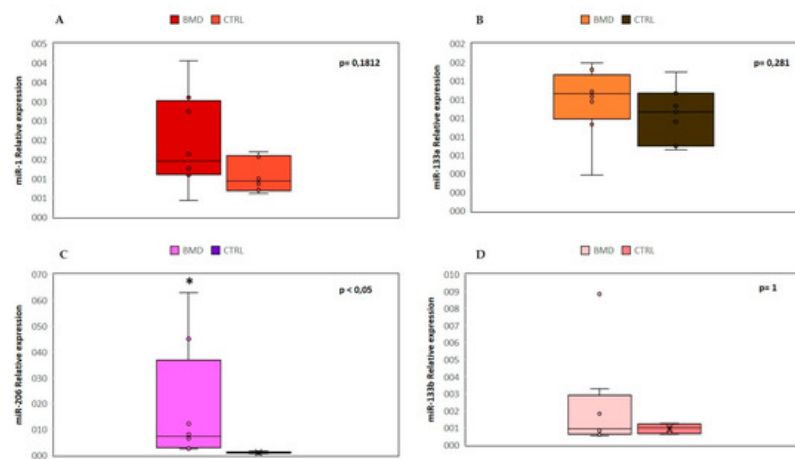 A
BMD CTRL
p= 0,1812
miR-1 Relative expression
005
004
003
003
002
002
001
001
000
B
BMD CTRL
p= 0,281
miR-133a Relative expression
002
002
001
001
001
001
000
000
000
C
BMD CTRL
*
p < 0,05
miR-206 Relative expression
070
060
050
040
030
020
010
000
D
BMD CTRL
p= 1
miR-133b Relative expression
010
009
008
007
006
005
004
003
002
001
000